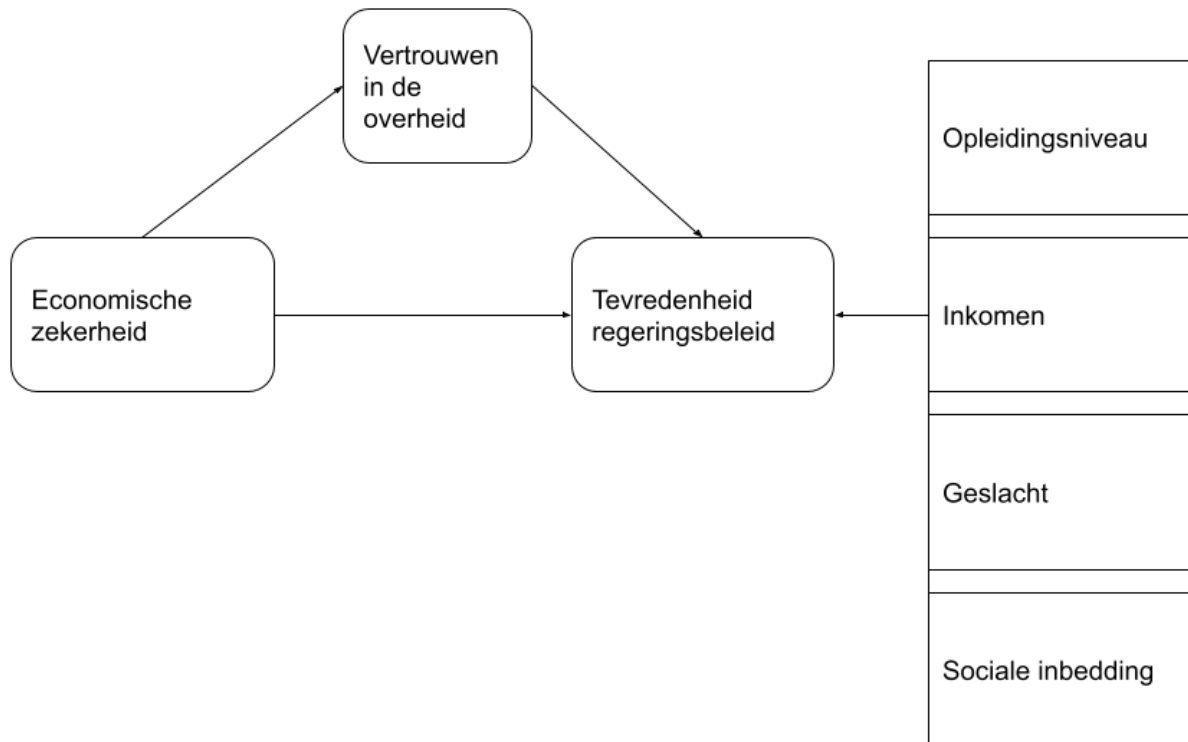 Vertrouwen
in de
overheid
Economische
zekerheid
Tevredenheid
regeringsbeleid
Opleidingsniveau
Inkomen
Geslacht
Sociale inbedding